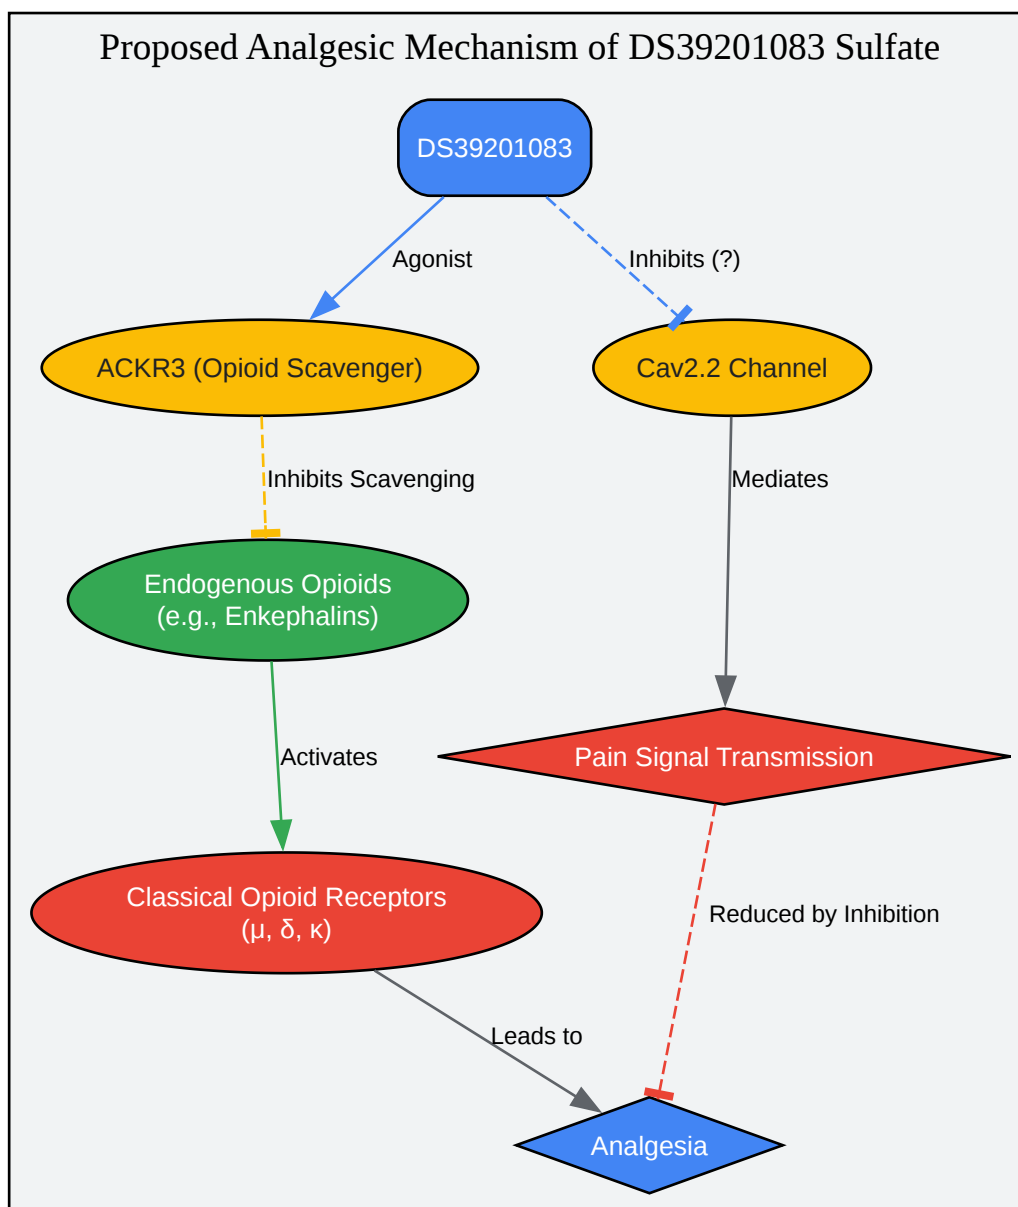 Proposed Analgesic Mechanism of DS39201083 Sulfate
DS39201083
Agonist
Inhibits (?)
ACKR3 (Opioid Scavenger)
Cav2.2 Channel
Inhibits Scavenging
Mediates
Endogenous Opioids
(e.g., Enkephalins)
Activates
Pain Signal Transmission
Classical Opioid Receptors
(μ, δ, κ)
Reduced by Inhibition
Leads to
Analgesia